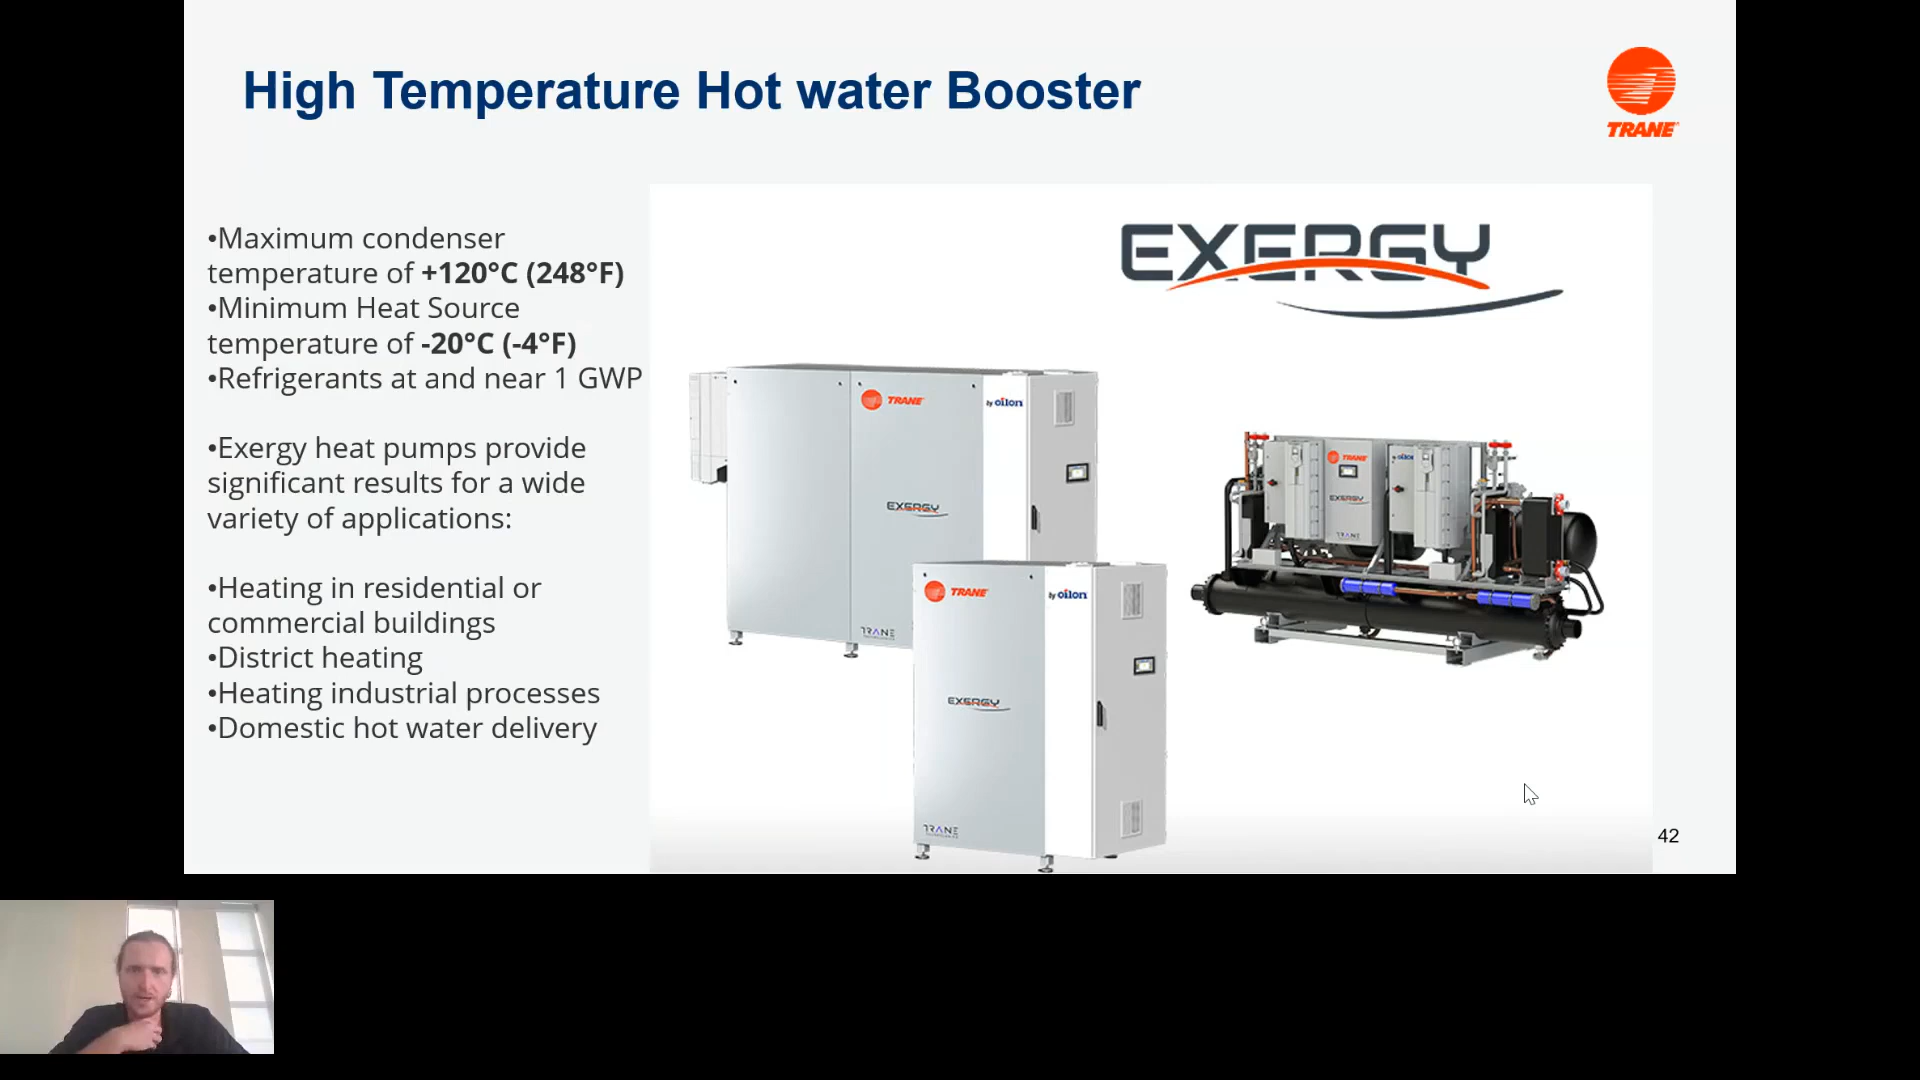 High Temperature Hot water Booster
TRANE
•Maximum condenser
temperature of +120°C (248°F)
•Minimum Heat Source
temperature of -20°C (-4°F)
•Refrigerants at and near 1 GWP
•Exergy heat pumps provide
significant results for a wide
variety of applications:
•Heating in residential or
commercial buildings
•District heating
•Heating industrial processes
•Domestic hot water delivery
EXERGY
TRANE
by oilon
EXERGY
TRANE
TRANE
by oilon
EXERGY
TRANE
TRANE
oilon
EXERGY
TRANE
42